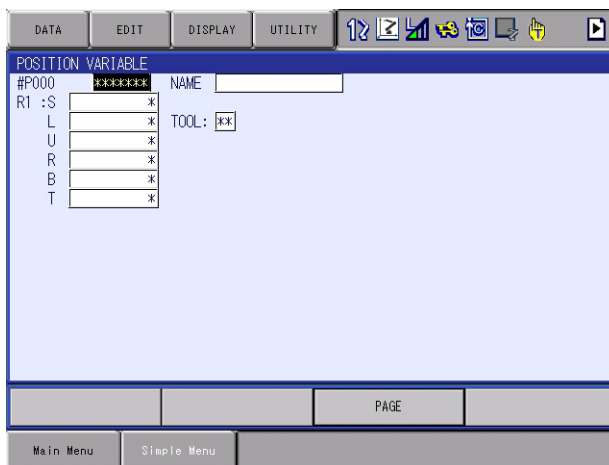 DATA EDIT DISPLAY UTILITY
POSITION VARIABLE
#P000 ******* NAME
R1 :S *
L * TOOL: **
U *
R *
B *
T *
PAGE
Main Menu Simple Menu